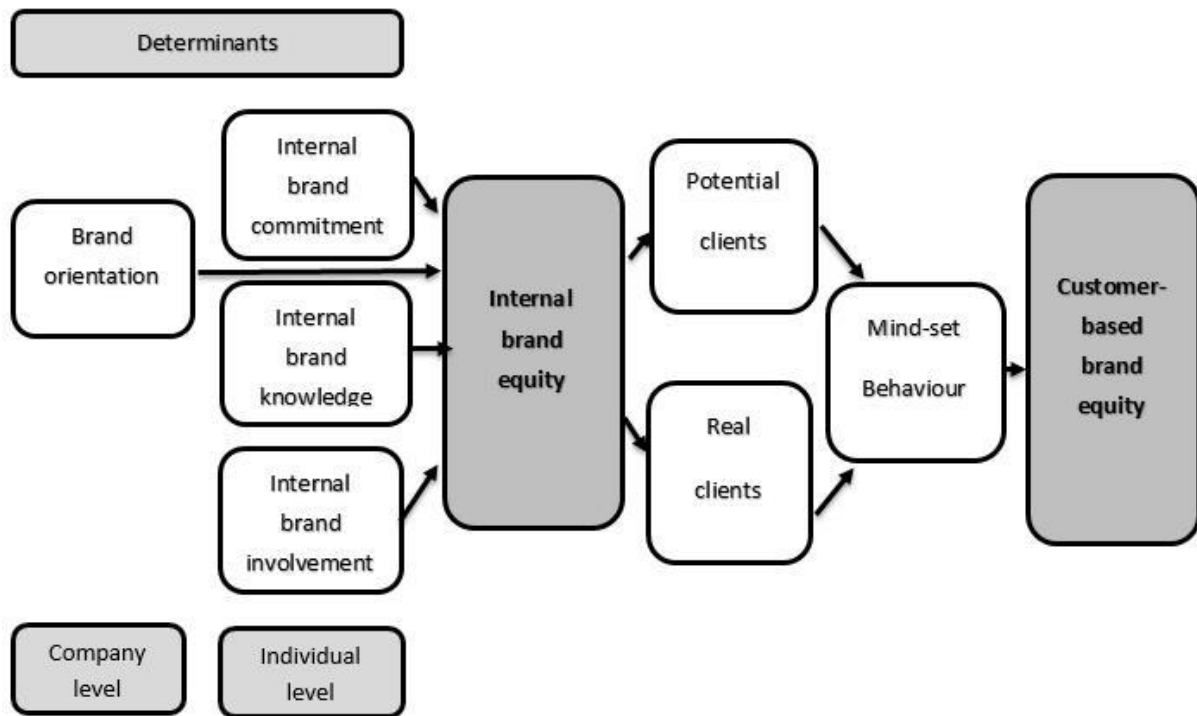 Determinants
Internal
brand
commitment
Brand
orientation
Internal
brand
knowledge
Internal
brand
involvement
Company
level
Individual
level
Internal
brand
equity
Potential
clients
Real
clients
Mind-set
Behaviour
Customer-
based
brand
equity